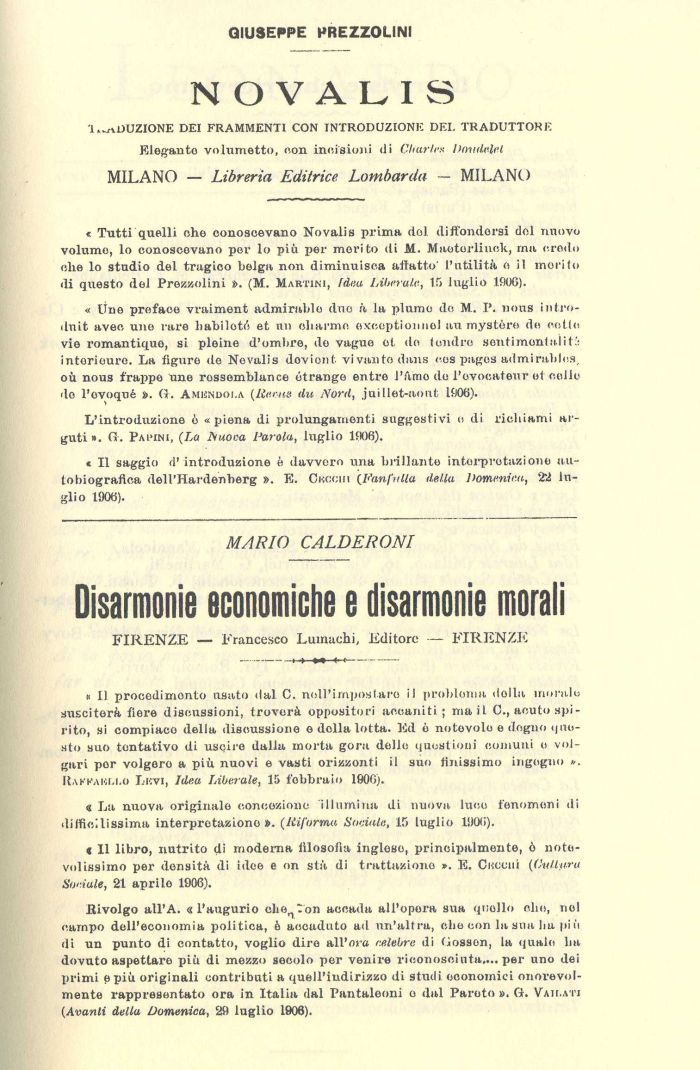 GIUSEPPE PREZZOLINI
NOVALIS
TRADUZIONE DEI FRAMMENTI CON INTRODUZIONE DEL TRADUTTORE
Elegante volumetto, con incisioni di Charles Doudelet
MILANO — Libreria Editrice Lombarda — MILANO
« Tutti quelli che conoscevano Novalis prima del diffondersi del nuovo
volume, lo conoscevano per lo più per merito di M. Maeterlinck, ma credo
che lo studio del tragico belga non diminuisca affatto l'utilità e il merito
di questo del Prezzolini ». (M. MARTINI, Idea Liberale, 15 luglio 1906).
« Une preface vraiment admirable due à la plume de M. P. nous intro-
duit avec une rare habileté et un charme exceptionnel au mystère de cette
vie romantique, si pleine d'ombre, de vague et de tendre sentimentalité
interieure. La figure de Novalis devient vivante dans ces pages admirables,
où nous frappe une ressemblance étrange entre l'âme de l'evocateur et celle
de l'evoqué ». G. AMENDOLA (Revue du Nord, juillet-aout 1906).
L'introduzione è « piena di prolungamenti suggestivi e di richiami ar-
guti ». G. PAPINI, (La Nuova Parola, luglio 1906).
« Il saggio d' introduzione è davvero una brillante interpretazione au-
tobiografica dell'Hardenberg ». E. CECCHI (Fanfulla della Domenica, 22 lu-
glio 1906).
MARIO CALDERONI
Disarmonie economiche e disarmonie morali
FIRENZE — Francesco Lumachi, Editore — FIRENZE
« Il procedimento usato dal C. nell'impostare il problema della morale
susciterà fiere discussioni, troverà oppositori accaniti ; ma il C., acuto spi-
rito, si compiace della discussione e della lotta. Ed è notevole e degno que-
sto suo tentativo di uscire dalla morta gora delle questioni comuni e vol-
gari per volgere a più nuovi e vasti orizzonti il suo finissimo ingegno ».
RAFFAELLO LEVI, Idea Liberale, 15 febbraio 1906).
« La nuova originale concezione illumina di nuova luce fenomeni di
difficilissima interpretazione ». (Riforma Sociale, 15 luglio 1906).
« Il libro, nutrito di moderna filosofia inglese, principalmente, è note-
volissimo per densità di idee e on stà di trattazione ». E. CECCHI (Cultura
Sociale, 21 aprile 1906).
Rivolgo all'A. « l'augurio che non accada all'opera sua quello che, nel
campo dell'economia politica, è accaduto ad un'altra, che con la sua ha più
di un punto di contatto, voglio dire all'ora celebre di Gossen, la quale ha
dovuto aspettare più di mezzo secolo per venire riconosciuta,... per uno dei
primi e più originali contributi a quell'indirizzo di studi economici onorevol-
mente rappresentato ora in Italia dal Pantaleoni e dal Pareto ». G. VAILATI
(Avanti della Domenica, 29 luglio 1906).